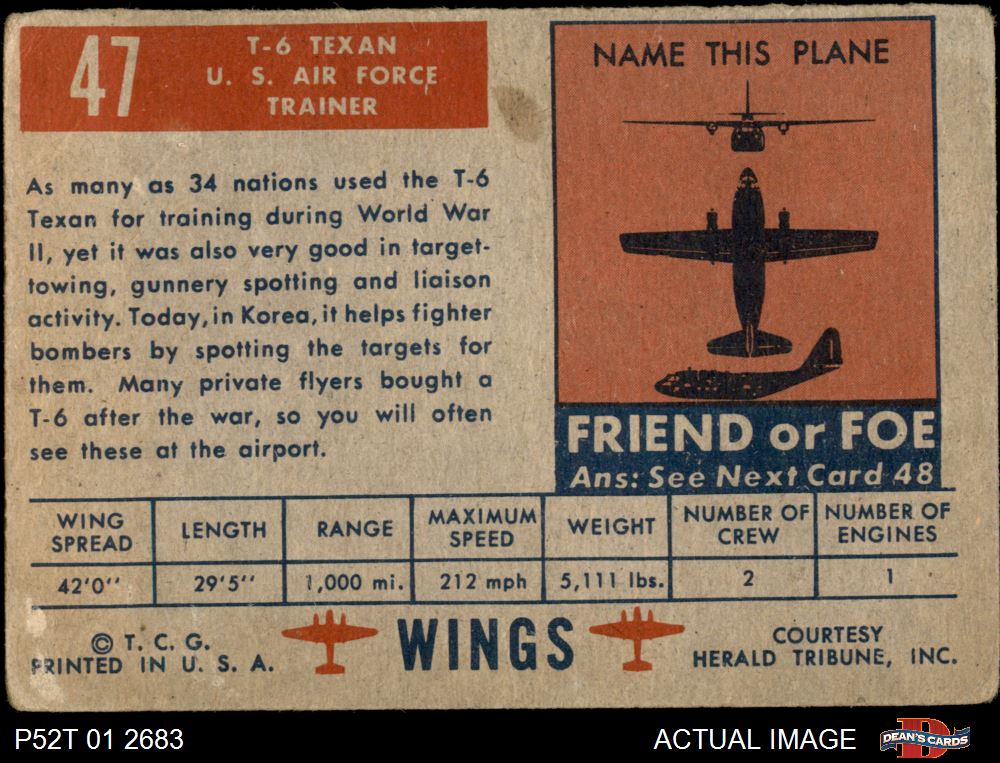 47
T-6 TEXAN
U. S. AIR FORCE
TRAINER
As many as 34 nations used the T-6
Texan for training during World War
II, yet it was also very good in target-
towing, gunnery spotting and liaison
activity. Today, in Korea, it helps fighter
bombers by spotting the targets for
them. Many private flyers bought a
T-6 after the war, so you will often
see these at the airport.
NAME THIS PLANE
FRIEND or FOE
Ans: See Next Card 48
WING SPREAD LENGTH RANGE MAXIMUM SPEED WEIGHT NUMBER OF CREW NUMBER OF ENGINES
42'0'' 29'5'' 1,000 mi. 212 mph 5,111 lbs. 2 1
© T. C. G.
PRINTED IN U. S. A.
WINGS
COURTESY
HERALD TRIBUNE, INC.
P52T 01 2683
ACTUAL IMAGE
D
DEAN'S CARDS